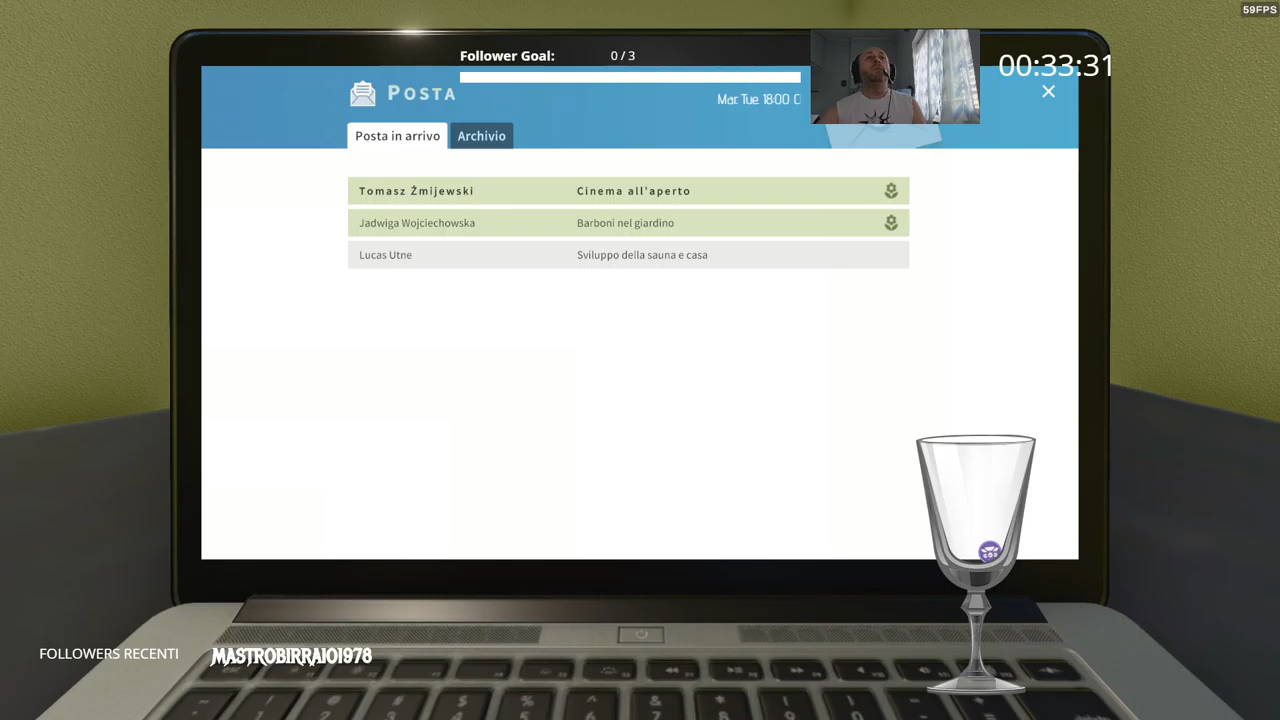 59FPS
Follower Goal: 0 / 3
00:33:31
POSTA
Mar. Tue. 18:00
Posta in arrivo
Archivio
Tomasz Żmijewski Cinema all'aperto
Jadwiga Wojciechowska Barboni nel giardino
Lucas Utne Sviluppo della sauna e casa
FOLLOWERS RECENTI MASTROBIRRAIO1978